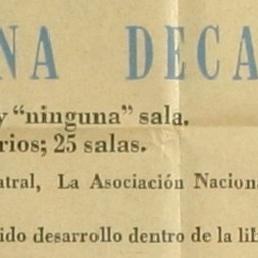 NA DECA
y “ninguna” sala.
rios; 25 salas.
atral, La Asociación Naciona
ido desarrollo dentro de la lib